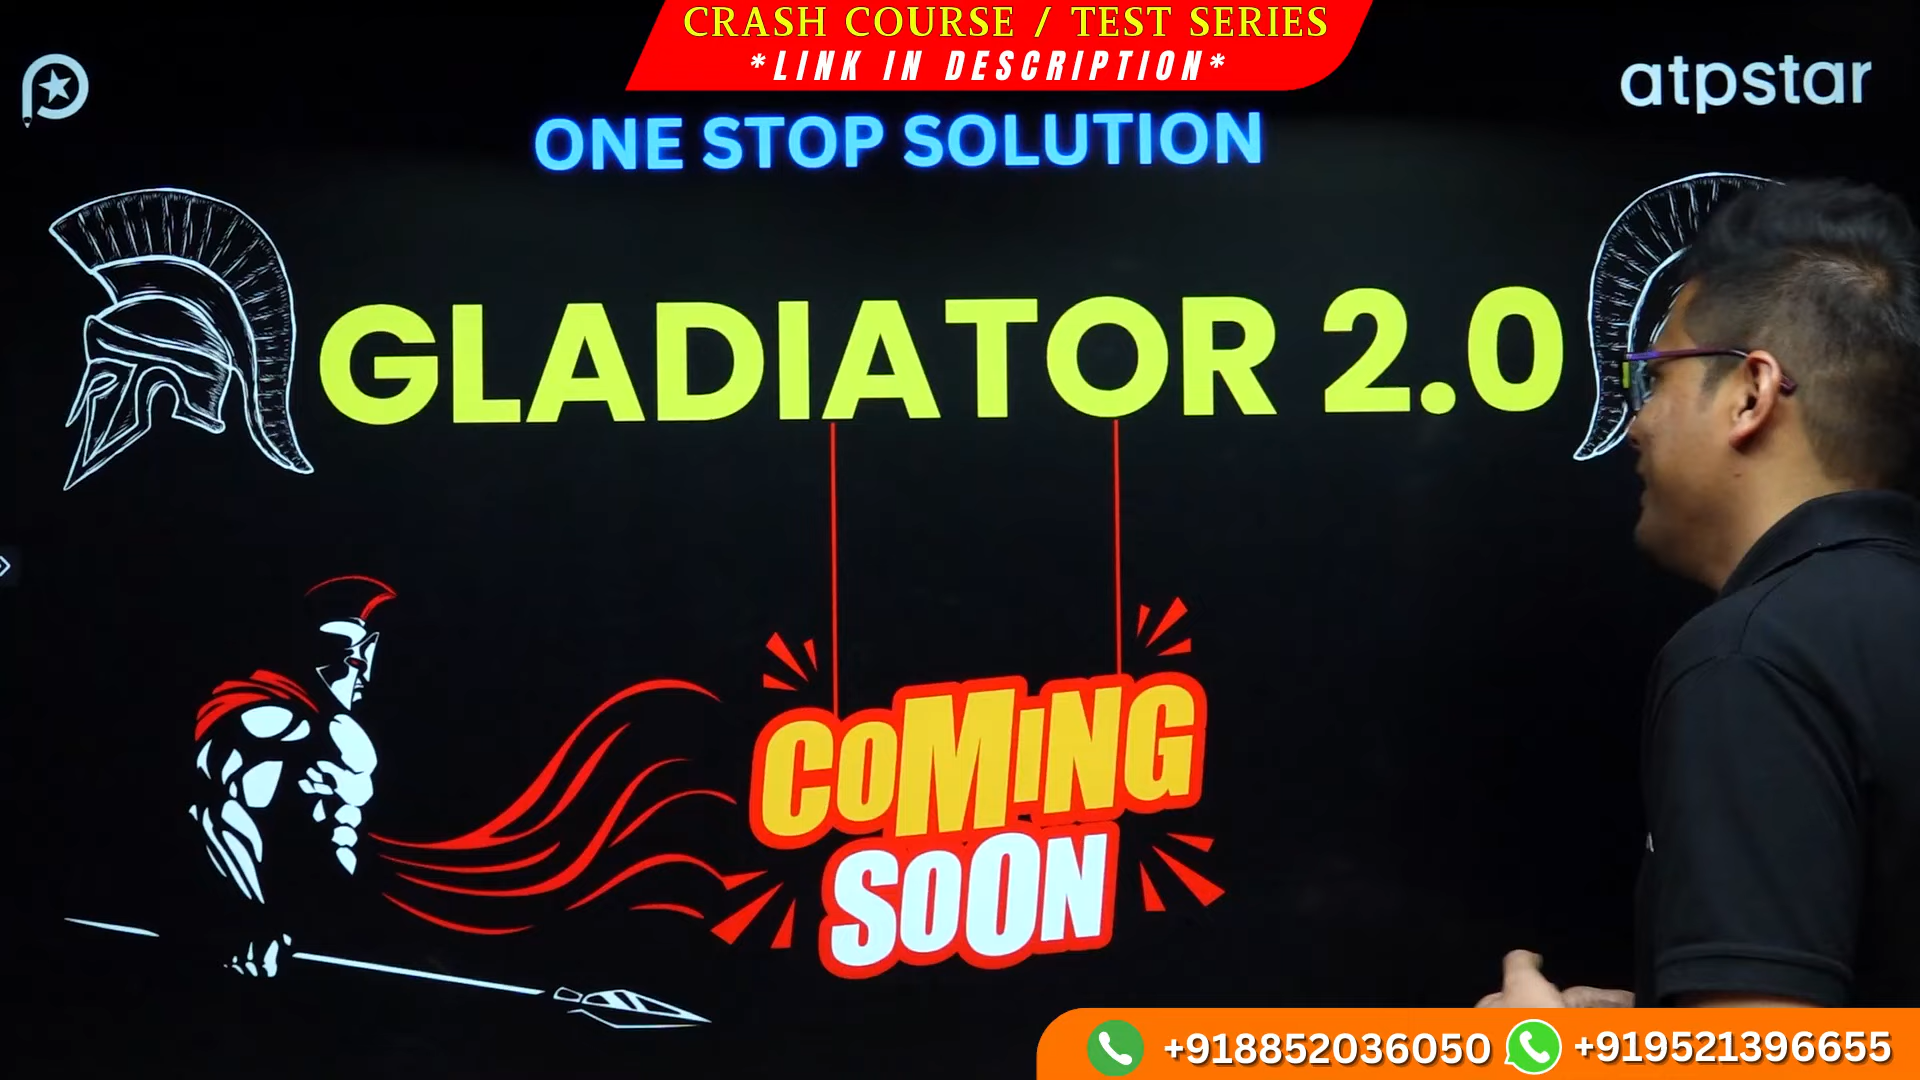 CRASH COURSE / TEST SERIES
*LINK IN DESCRIPTION*
atpstar
ONE STOP SOLUTION
GLADIATOR 2.0
COMING
SOON
+918852036050
+919521396655